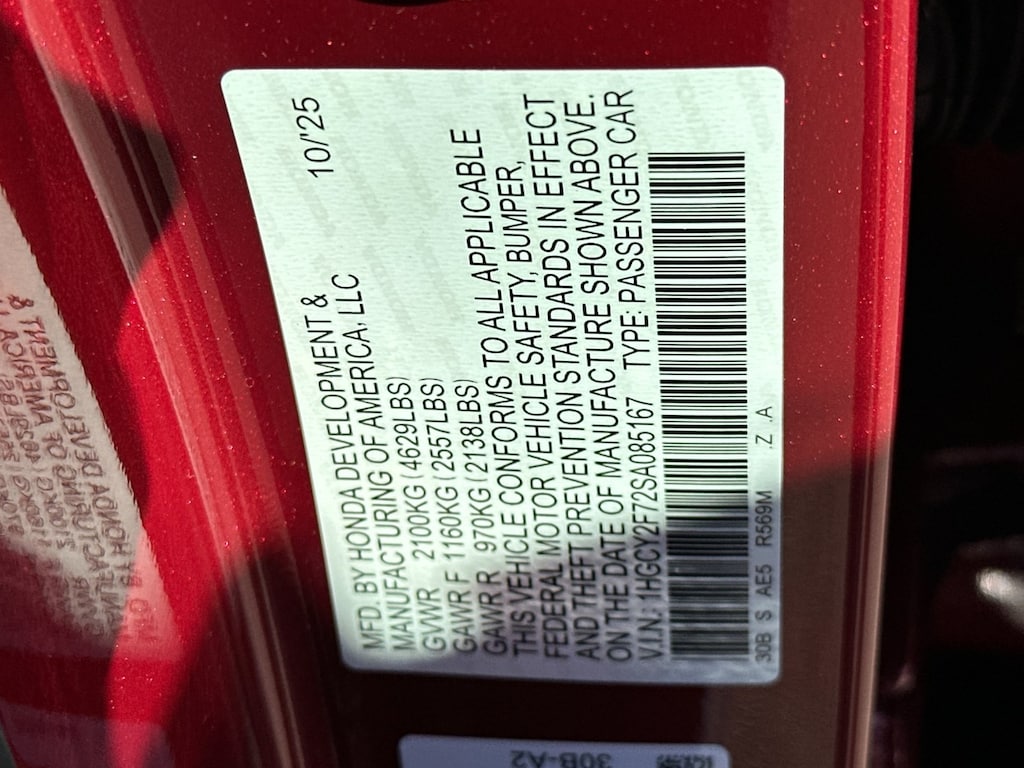 10/'25
MFD. BY HONDA DEVELOPMENT &
MANUFACTURING OF AMERICA, LLC
GVWR 2100KG (4629LBS)
GAWR F 1160KG (2557LBS)
GAWR R 970KG (2138LBS)
THIS VEHICLE CONFORMS TO ALL APPLICABLE
FEDERAL MOTOR VEHICLE SAFETY, BUMPER,
AND THEFT PREVENTION STANDARDS IN EFFECT
ON THE DATE OF MANUFACTURE SHOWN ABOVE.
V.I.N.: 1HGCY2F72SA085167 TYPE: PASSENGER CAR
30B S AE5 R569M .Z .A
30B-A2